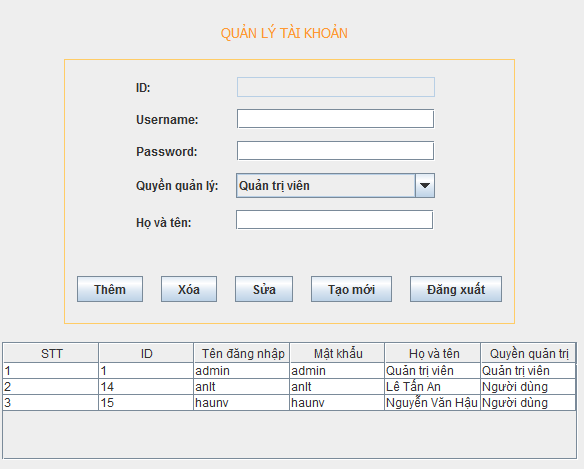 QUẢN LÝ TÀI KHOẢN
ID:
Username:
Password:
Quyền quản lý: Quản trị viên
Họ và tên:
Thêm Xóa Sửa Tạo mới Đăng xuất
STT ID Tên đăng nhập Mật khẩu Họ và tên Quyền quản trị
1 1 admin admin Quản trị viên Quản trị viên
2 14 anlt anlt Lê Tấn An Người dùng
3 15 haunv haunv Nguyễn Văn Hậu Người dùng